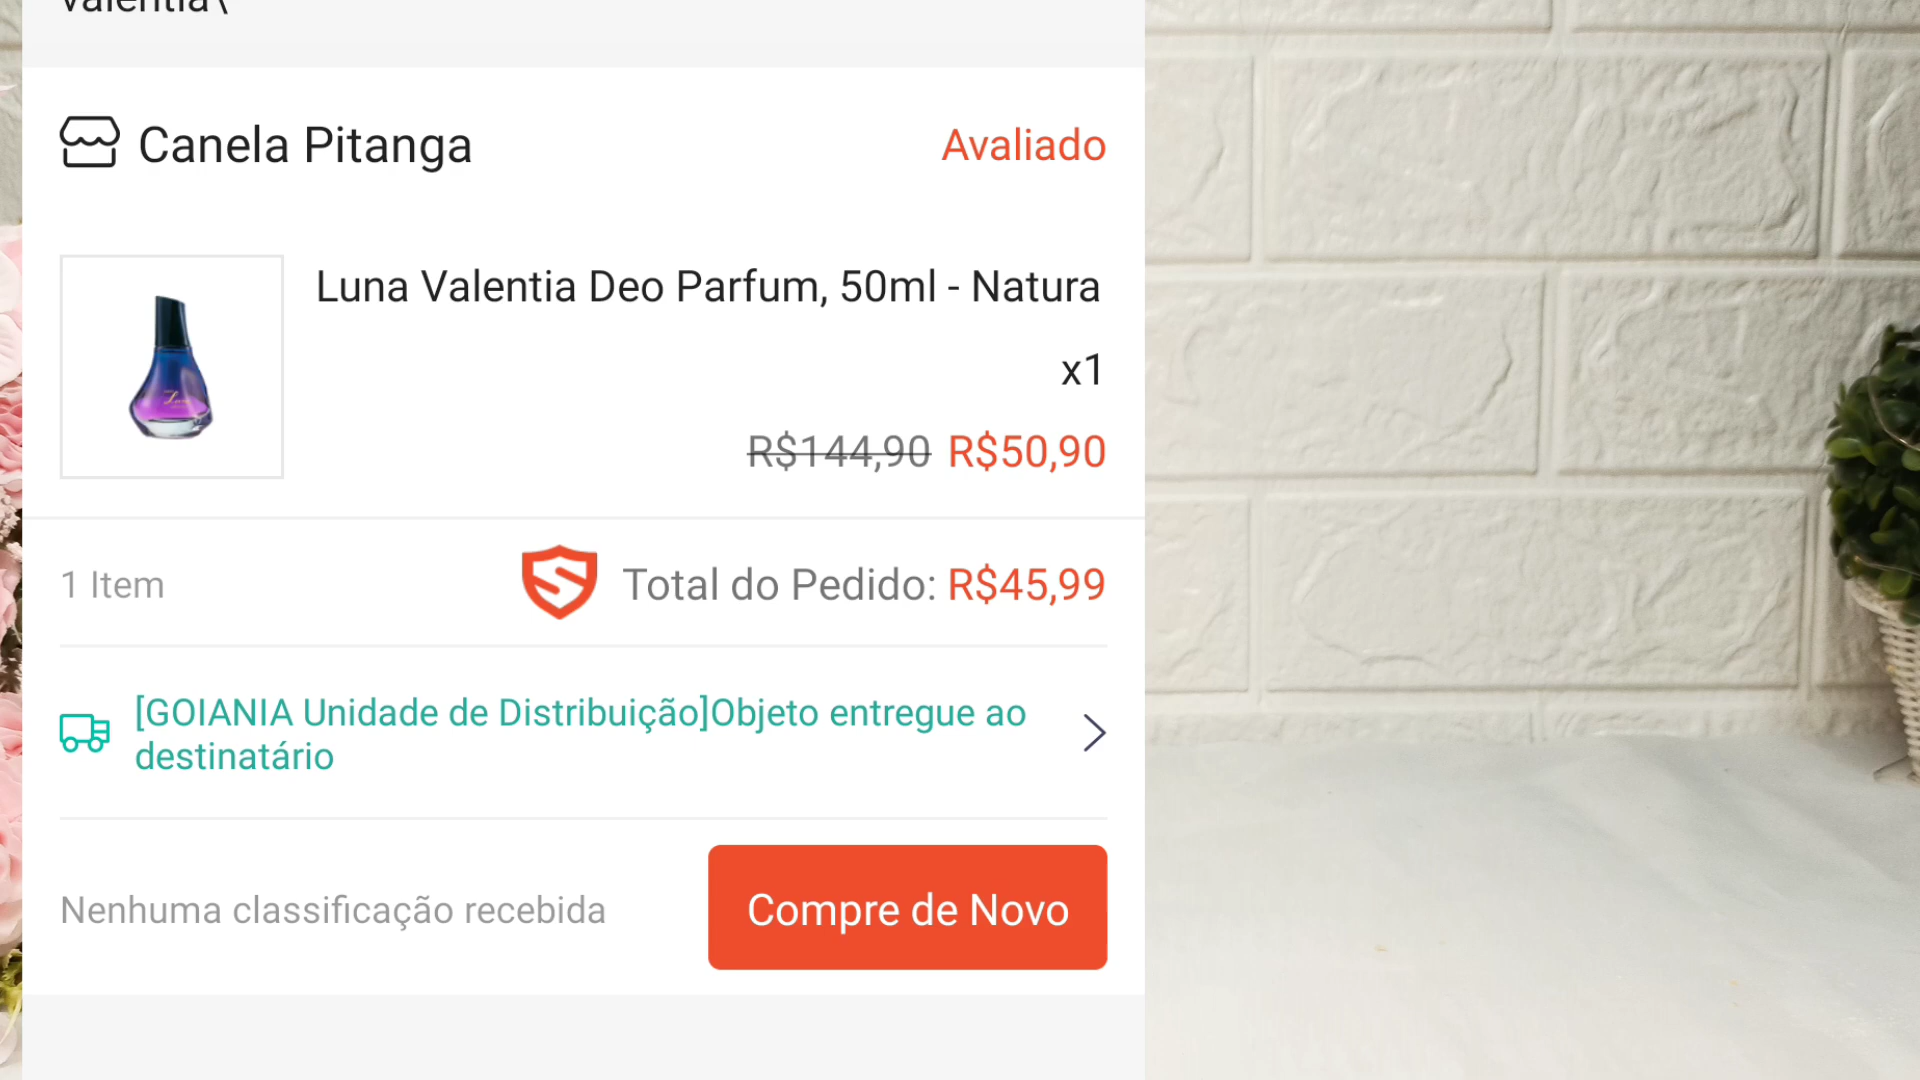 Valentia\
Canela Pitanga
Avaliado
Luna Valentia Deo Parfum, 50ml - Natura
x1
R$144,90 R$50,90
1 Item
Total do Pedido: R$45,99
[GOIANIA Unidade de Distribuição]Objeto entregue ao
destinatário
Nenhuma classificação recebida
Compre de Novo